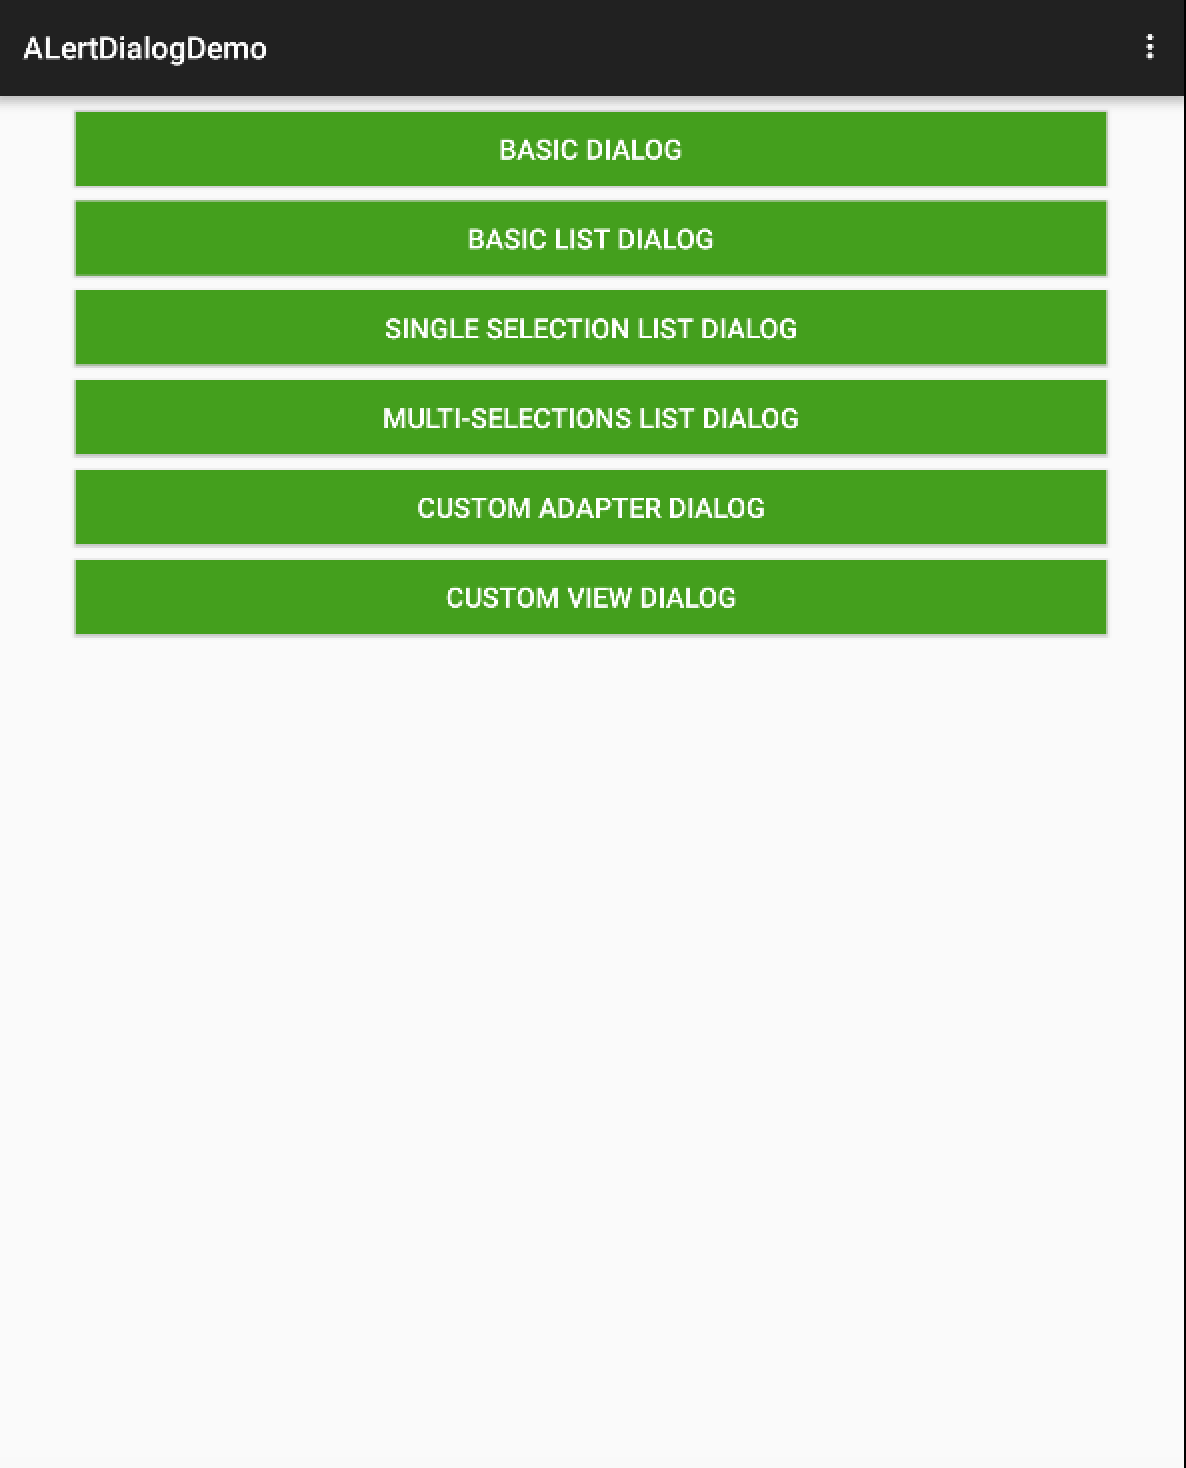 ALertDialogDemo
BASIC DIALOG
BASIC LIST DIALOG
SINGLE SELECTION LIST DIALOG
MULTI-SELECTIONS LIST DIALOG
CUSTOM ADAPTER DIALOG
CUSTOM VIEW DIALOG